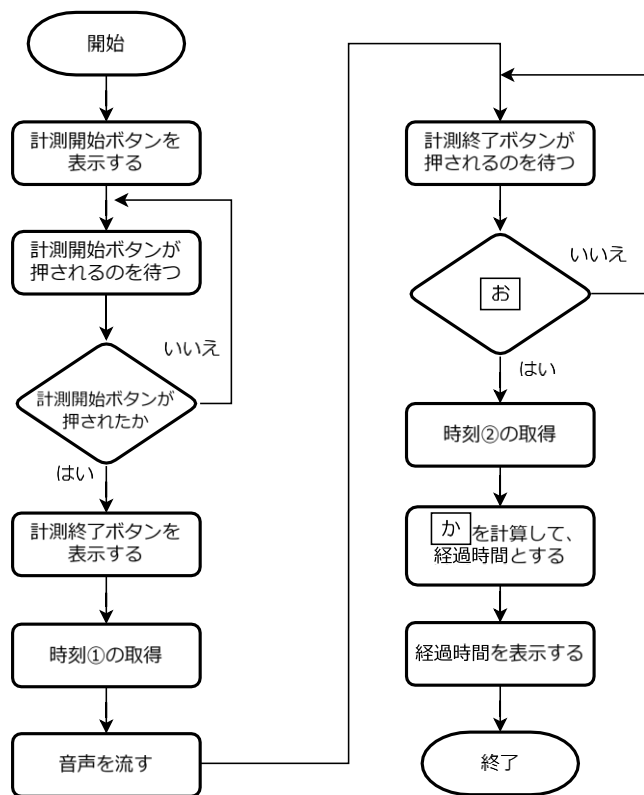 開始
計測開始ボタンを
表示する
計測開始ボタンが
押されるのを待つ
いいえ
計測開始ボタンが
押されたか
はい
計測終了ボタンを
表示する
時刻①の取得
音声を流す
計測終了ボタンが
押されるのを待つ
いいえ
お
はい
時刻②の取得
か を計算して、
経過時間とする
経過時間を表示する
終了